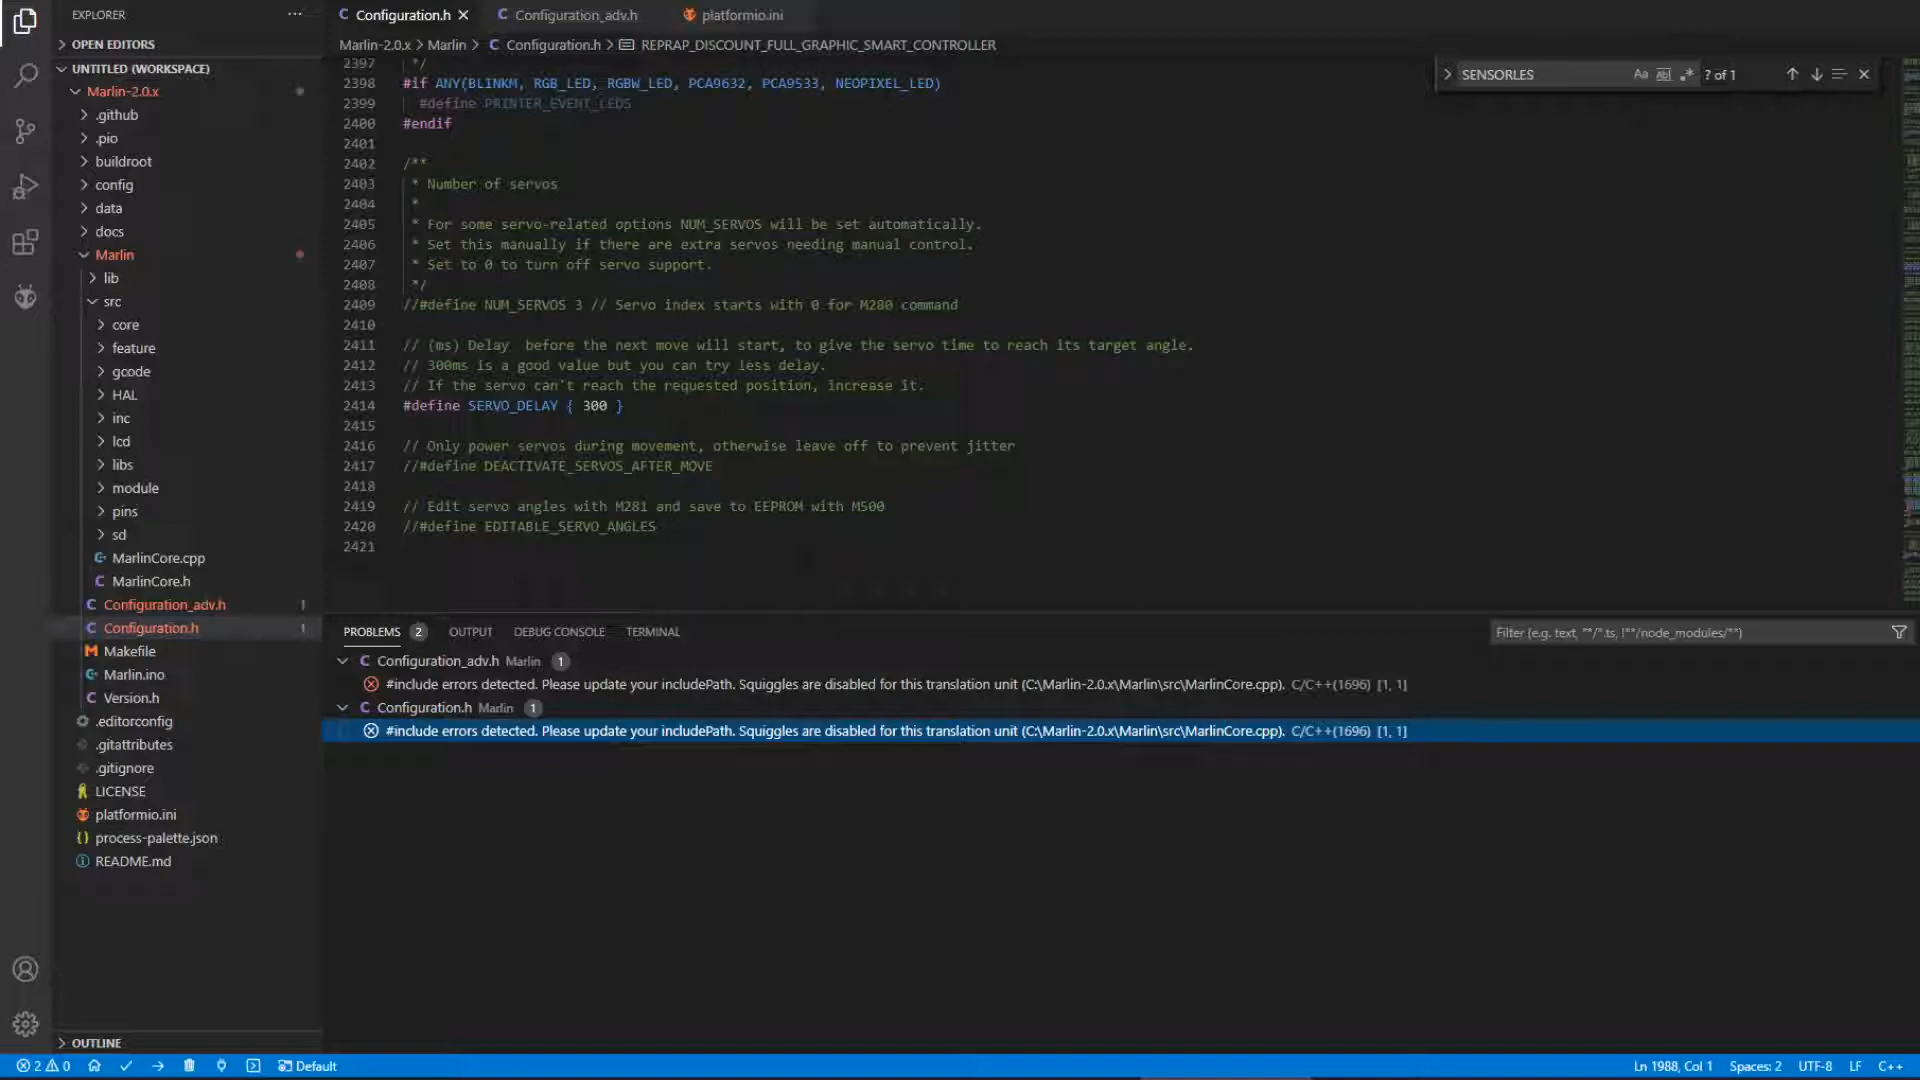 EXPLORER
OPEN EDITORS
UNTITLED (WORKSPACE)
Marlin-2.0.x
.github
.pio
buildroot
config
data
docs
Marlin
lib
src
core
feature
gcode
HAL
inc
lcd
libs
module
pins
sd
MarlinCore.cpp
MarlinCore.h
Configuration_adv.h 1
Configuration.h 1
Makefile
Marlin.ino
Version.h
.editorconfig
.gitattributes
.gitignore
LICENSE
platformio.ini
process-palette.json
README.md
OUTLINE
Configuration.h Configuration_adv.h platformio.ini
Marlin-2.0.x > Marlin > C Configuration.h > REPRAP_DISCOUNT_FULL_GRAPHIC_SMART_CONTROLLER
SENSORLES Aa ? of 1
2397 */
2398 #if ANY(BLINKM, RGB_LED, RGBW_LED, PCA9632, PCA9533, NEOPIXEL_LED)
2399 #define PRINTER_EVENT_LEDS
2400 #endif
2401
2402 /**
2403 * Number of servos
2404 *
2405 * For some servo-related options NUM_SERVOS will be set automatically.
2406 * Set this manually if there are extra servos needing manual control.
2407 * Set to 0 to turn off servo support.
2408 */
2409 //#define NUM_SERVOS 3 // Servo index starts with 0 for M280 command
2410
2411 // (ms) Delay  before the next move will start, to give the servo time to reach its target angle.
2412 // 300ms is a good value but you can try less delay.
2413 // If the servo can't reach the requested position, increase it.
2414 #define SERVO_DELAY { 300 }
2415
2416 // Only power servos during movement, otherwise leave off to prevent jitter
2417 //#define DEACTIVATE_SERVOS_AFTER_MOVE
2418
2419 // Edit servo angles with M281 and save to EEPROM with M500
2420 //#define EDITABLE_SERVO_ANGLES
2421
PROBLEMS 2 OUTPUT DEBUG CONSOLE TERMINAL
Filter (e.g. text, **/*.ts, !**/node_modules/**)
Configuration_adv.h Marlin 1
#include errors detected. Please update your includePath. Squiggles are disabled for this translation unit (C:\Marlin-2.0.x\Marlin\src\MarlinCore.cpp). C/C++(1696) [1, 1]
Configuration.h Marlin 1
#include errors detected. Please update your includePath. Squiggles are disabled for this translation unit (C:\Marlin-2.0.x\Marlin\src\MarlinCore.cpp). C/C++(1696) [1, 1]
2 0 Default Ln 1988, Col 1 Spaces: 2 UTF-8 LF C++